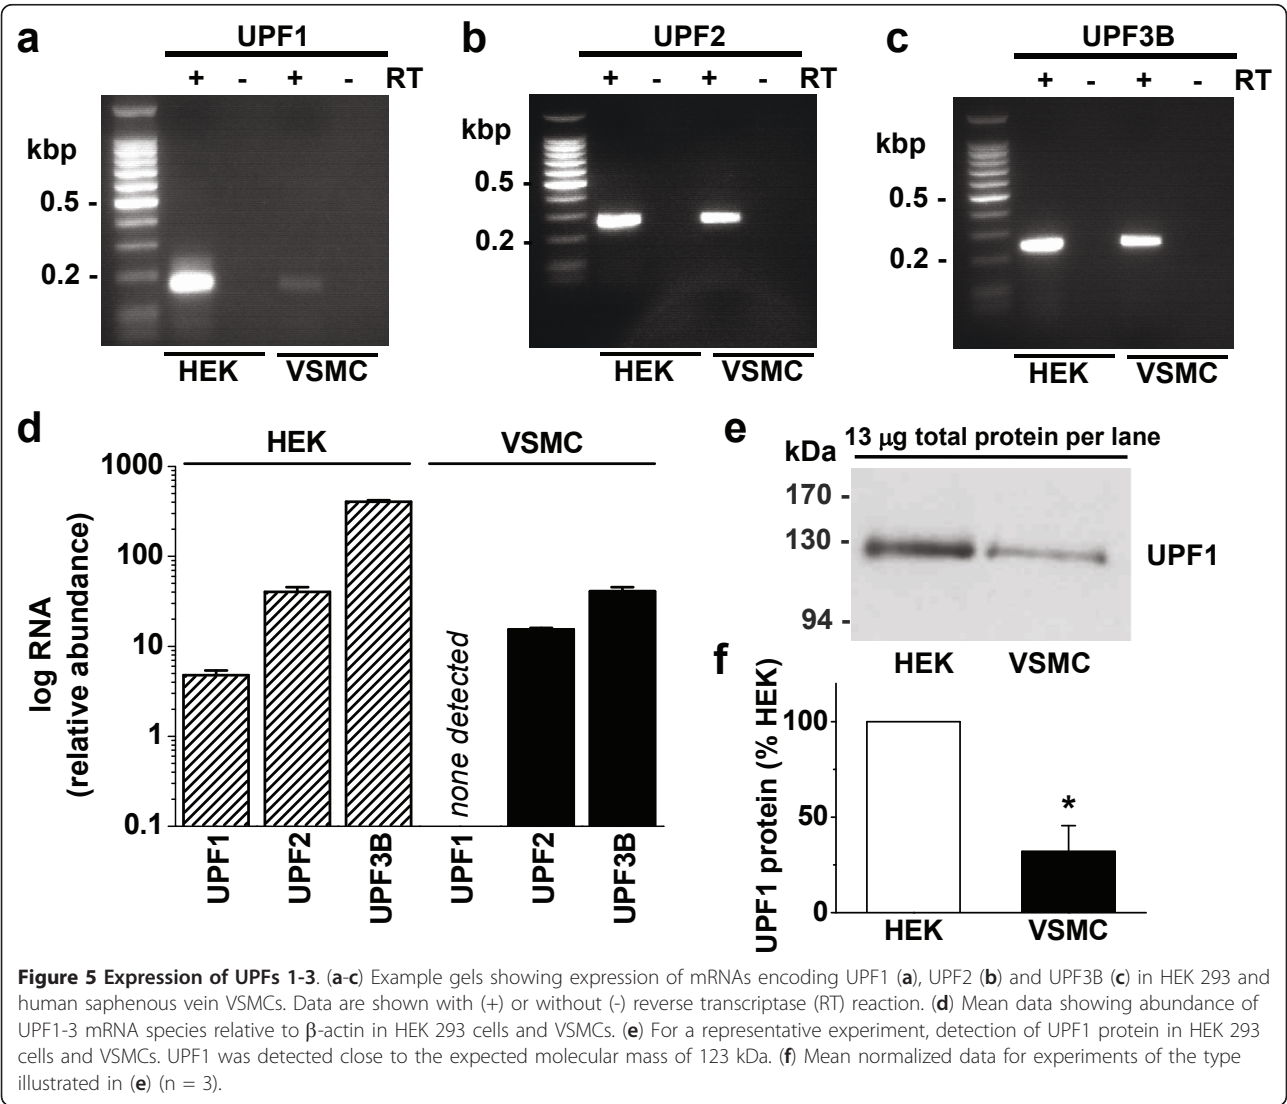 a
UPF1
+ - + - RT
kbp
0.5 -
0.2 -
HEK VSMC
b
UPF2
+ - + - RT
kbp
0.5 -
0.2 -
HEK VSMC
c
UPF3B
+ - + - RT
kbp
0.5 -
0.2 -
HEK VSMC
d
HEK VSMC
log RNA
(relative abundance)
1000
100
10
1
0.1
none detected
UPF1 UPF2 UPF3B UPF1 UPF2 UPF3B
e
13 μg total protein per lane
kDa
170 -
130 -
94 -
UPF1
HEK VSMC
f
UPF1 protein (% HEK)
100
50
0
*
HEK VSMC
Figure 5 Expression of UPFs 1-3. (a-c) Example gels showing expression of mRNAs encoding UPF1 (a), UPF2 (b) and UPF3B (c) in HEK 293 and
human saphenous vein VSMCs. Data are shown with (+) or without (-) reverse transcriptase (RT) reaction. (d) Mean data showing abundance of
UPF1-3 mRNA species relative to β-actin in HEK 293 cells and VSMCs. (e) For a representative experiment, detection of UPF1 protein in HEK 293
cells and VSMCs. UPF1 was detected close to the expected molecular mass of 123 kDa. (f) Mean normalized data for experiments of the type
illustrated in (e) (n = 3).